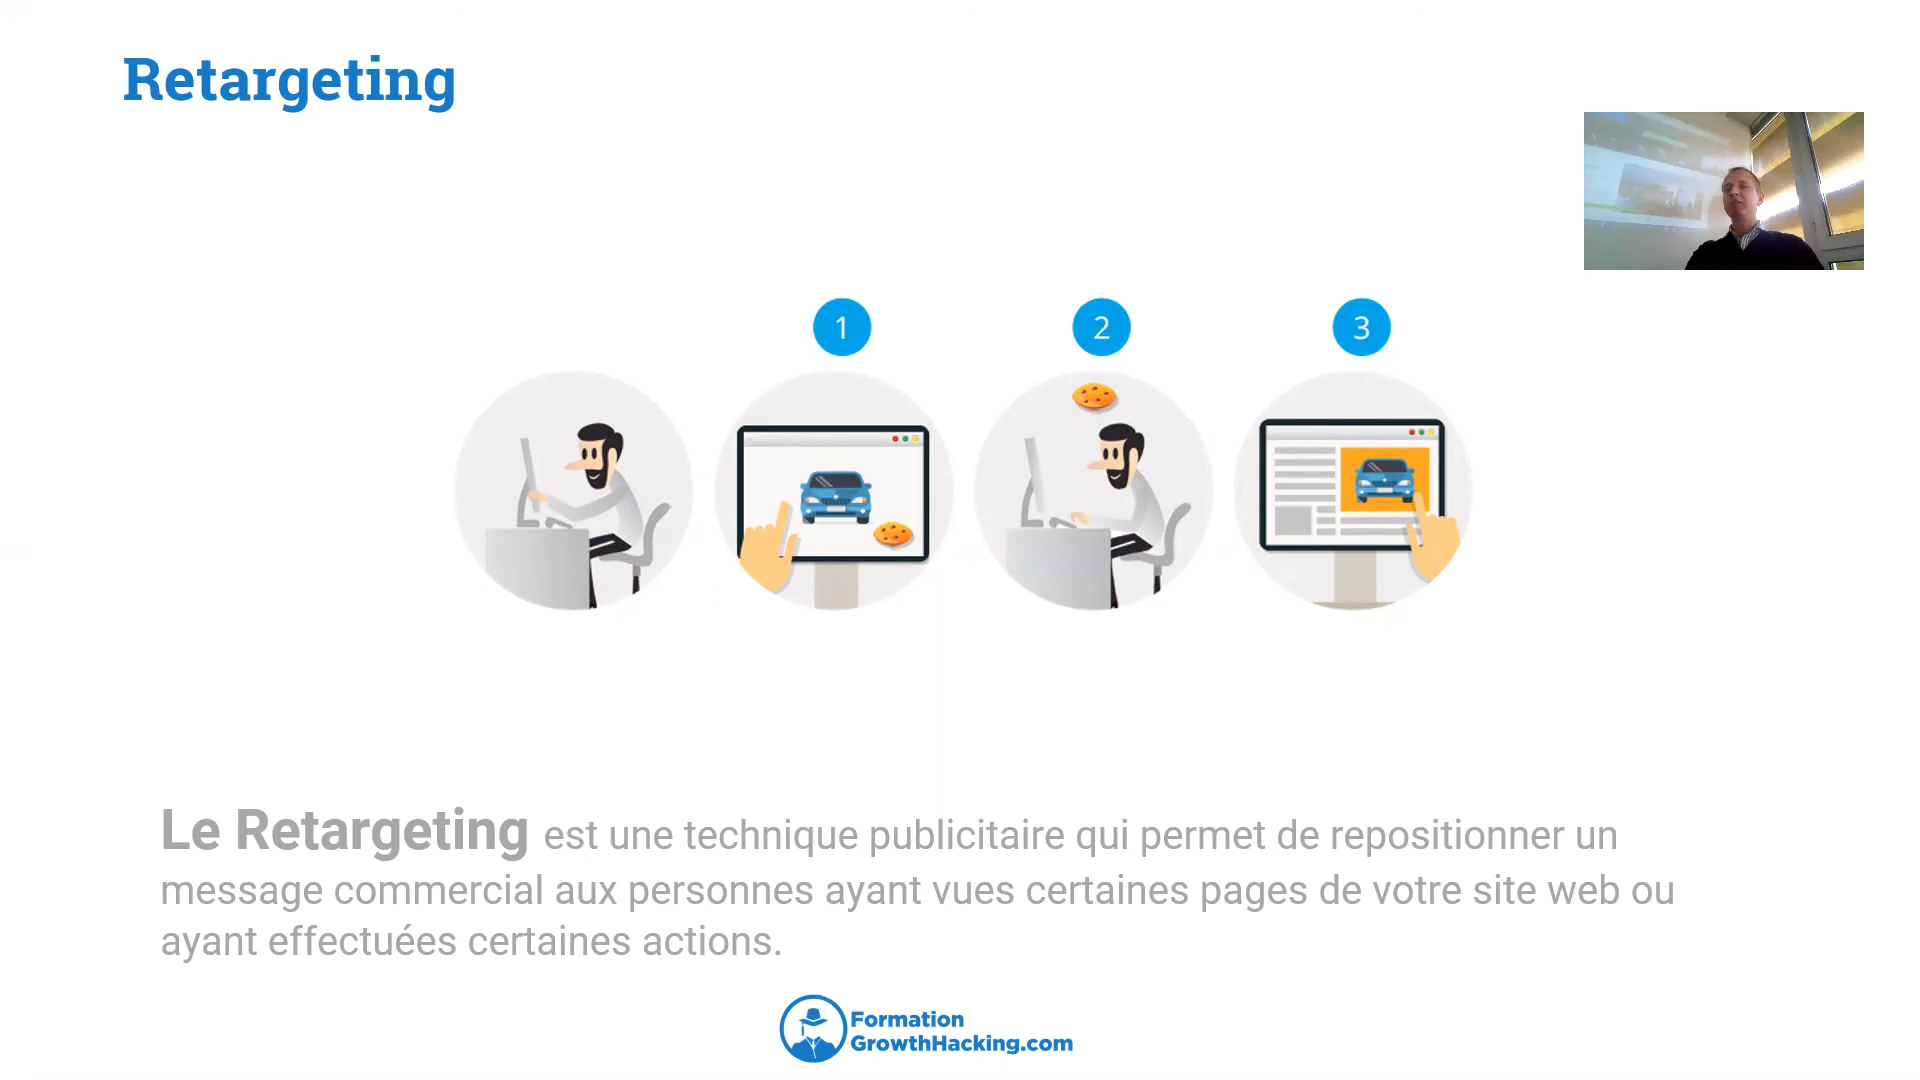 Retargeting
1
2
3
Le Retargeting est une technique publicitaire qui permet de repositionner un
message commercial aux personnes ayant vues certaines pages de votre site web ou
ayant effectuées certaines actions.
Formation
GrowthHacking.com